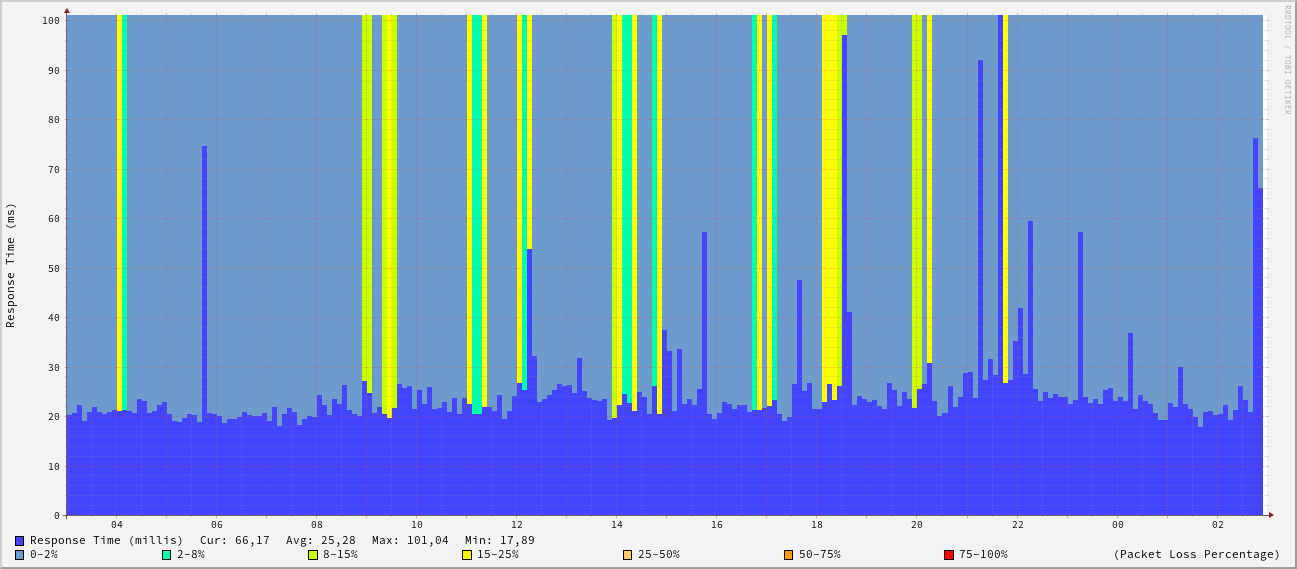 RRDTOOL / TOBI OETIKER
Response Time (ms)
100
90
80
70
60
50
40
30
20
10
0
04 06 08 10 12 14 16 18 20 22 00 02
Response Time (millis) Cur: 66,17 Avg: 25,28 Max: 101,04 Min: 17,89
0-2% 2-8% 8-15% 15-25% 25-50% 50-75% 75-100% (Packet Loss Percentage)